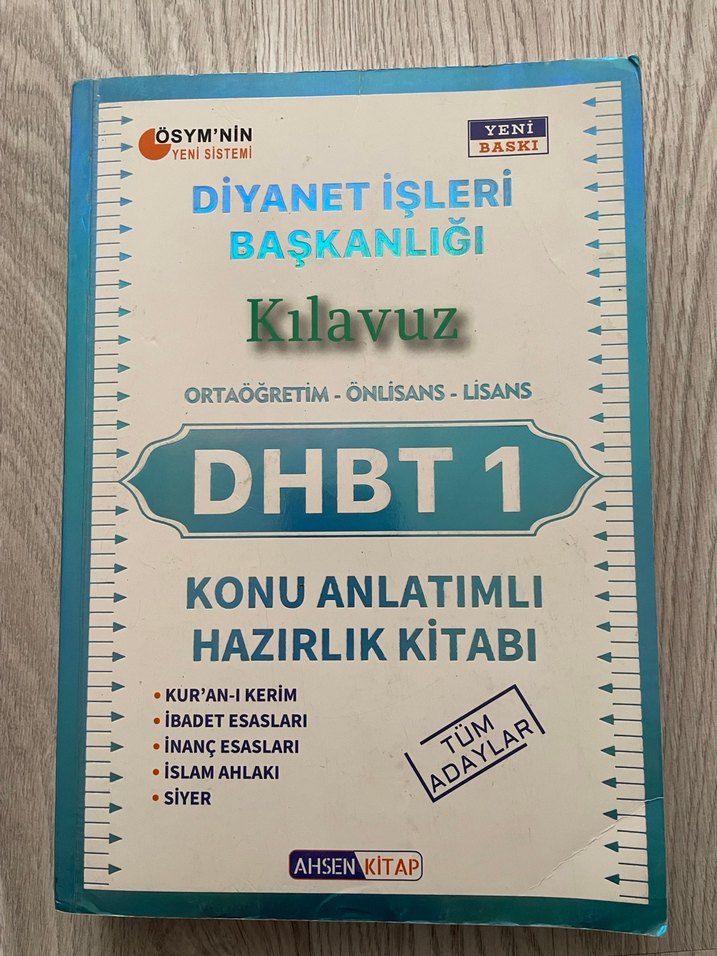 ÖSYM'NİN
YENİ SİSTEMİ
YENİ
BASKI
DİYANET İŞLERİ
BAŞKANLIĞI
Kılavuz
ORTAÖĞRETİM - ÖNLİSANS - LİSANS
DHBT 1
KONU ANLATIMLI
HAZIRLIK KİTABI
• KUR'AN-I KERİM
• İBADET ESASLARI
• İNANÇ ESASLARI
• İSLAM AHLAKI
• SİYER
TÜM
ADAYLAR
AHSEN KİTAP